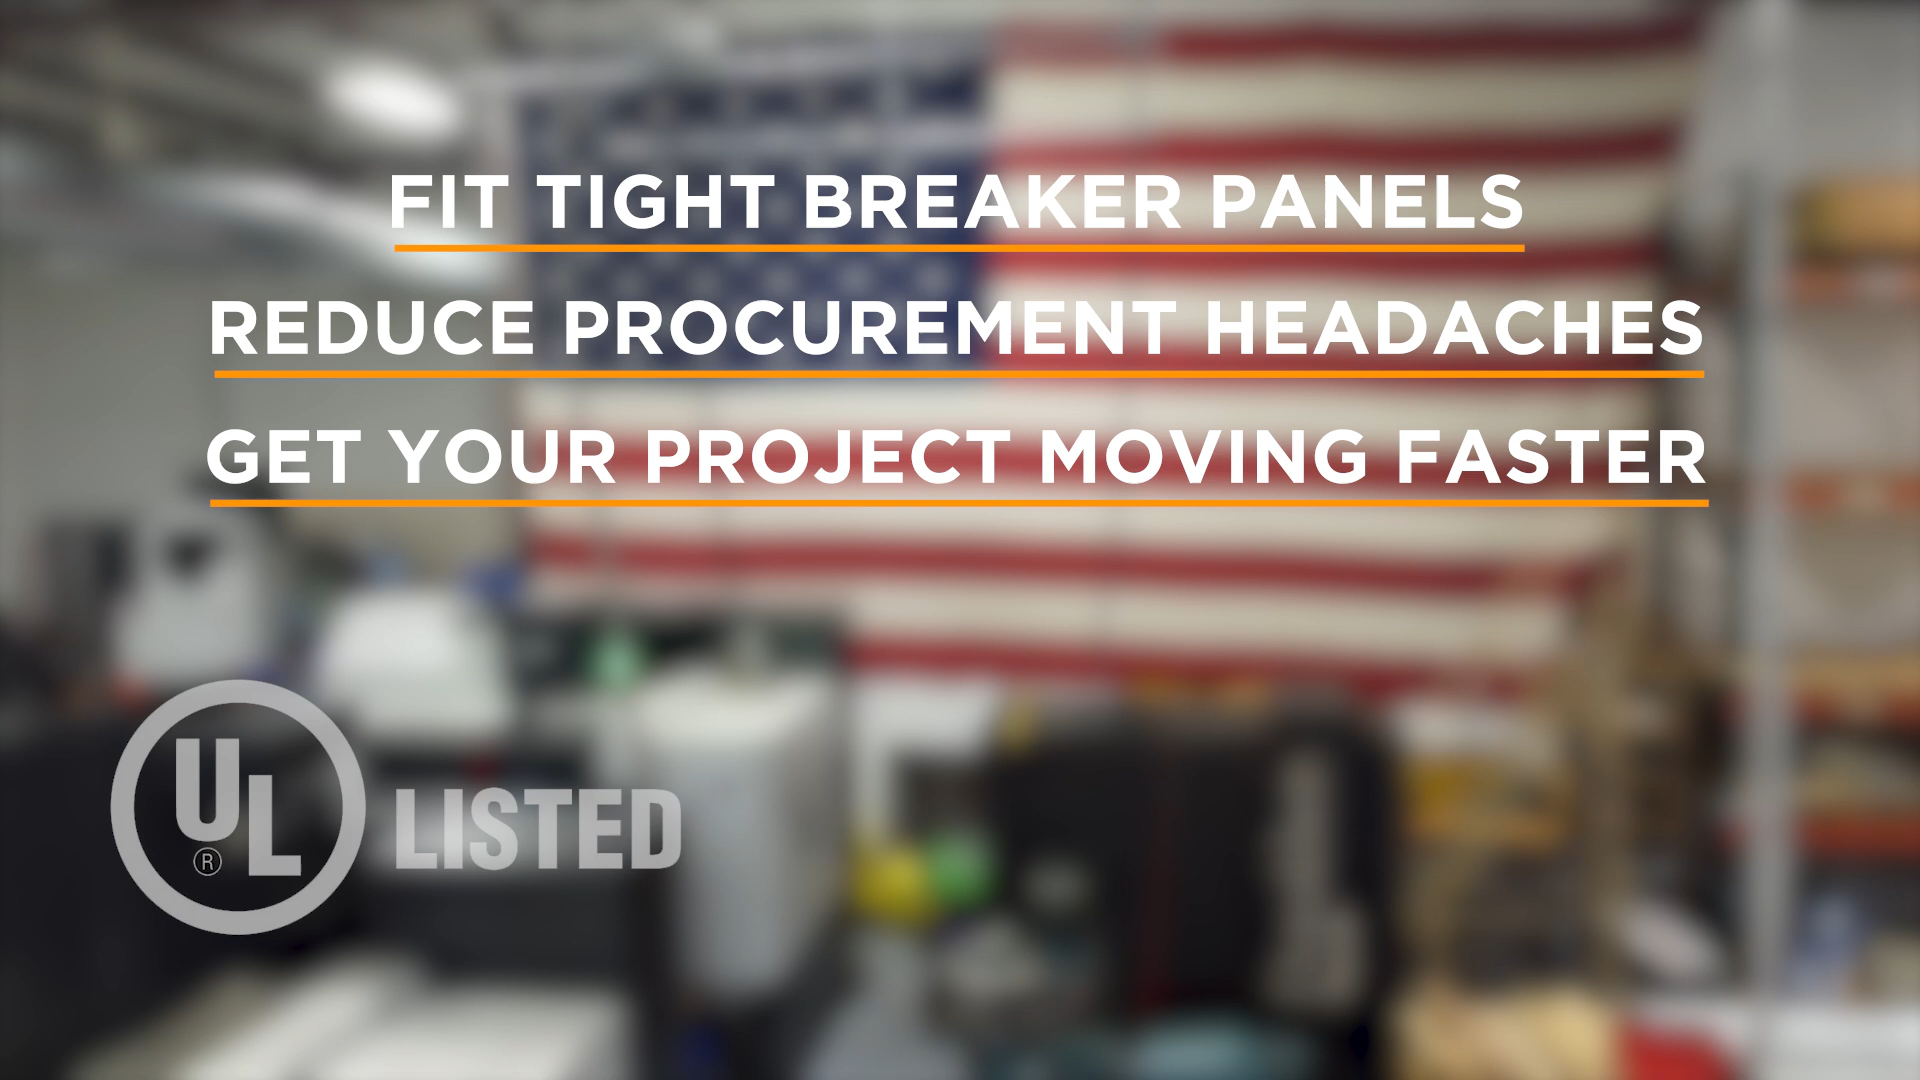 FIT TIGHT BREAKER PANELS
REDUCE PROCUREMENT HEADACHES
GET YOUR PROJECT MOVING FASTER
UL LISTED
®